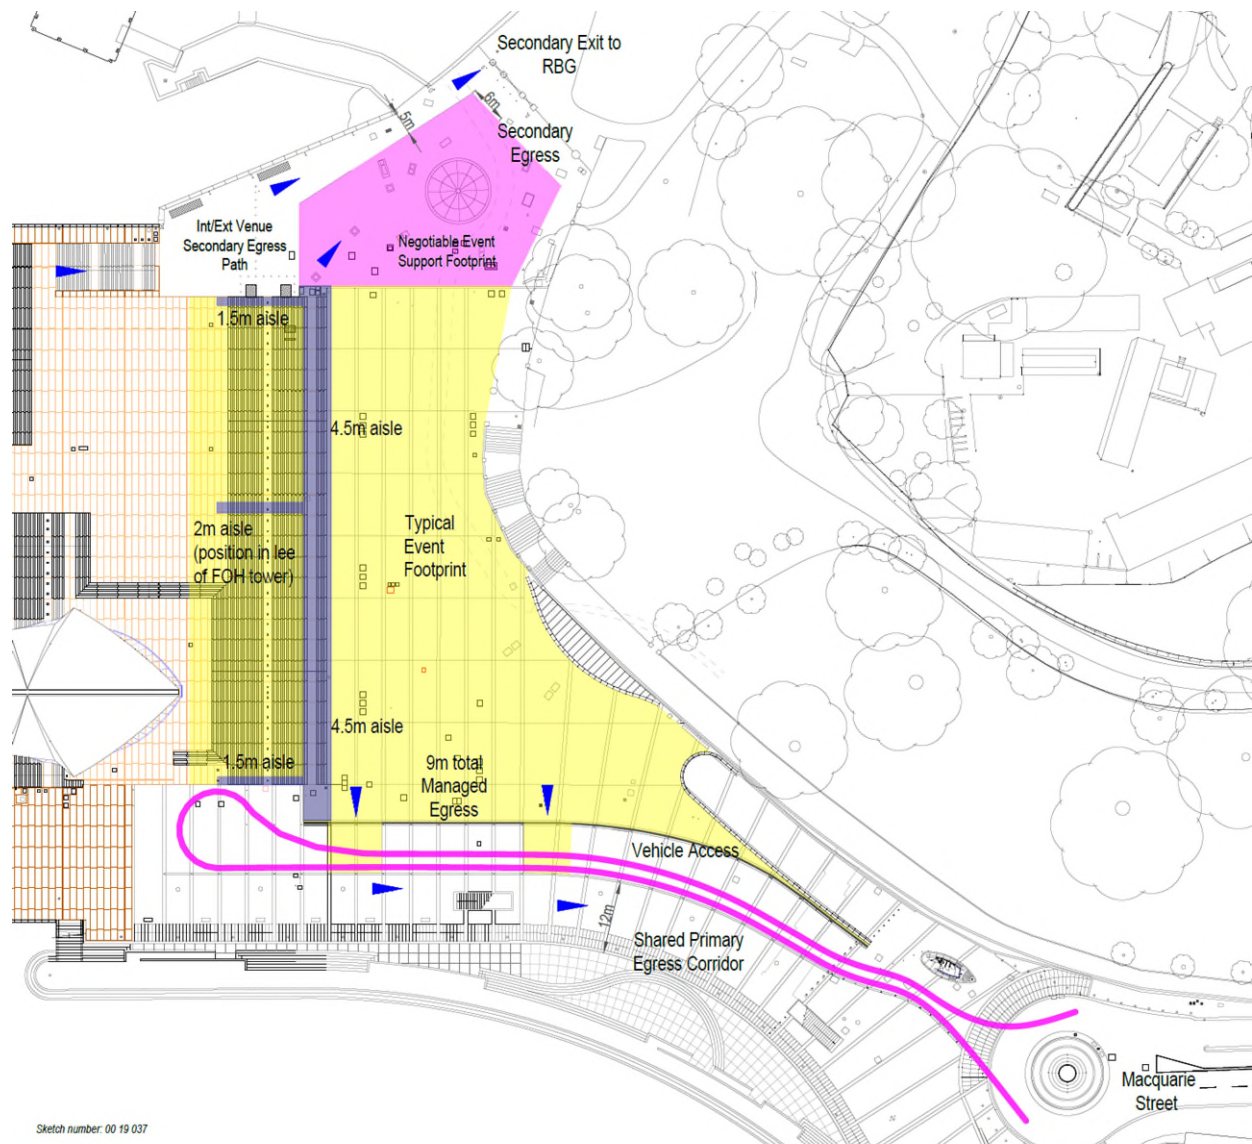 Secondary Exit to
RBG
6m
5m
Secondary
Egress
Int/Ext Venue
Secondary Egress
Path
Negotiable Event
Support Footprint
1.5m aisle
4.5m aisle
2m aisle
(position in lee
of FOH tower)
Typical
Event
Footprint
4.5m aisle
1.5m aisle
9m total
Managed
Egress
Vehicle Access
12m
Shared Primary
Egress Corridor
Macquarie
Street
Sketch number: 00 19 037